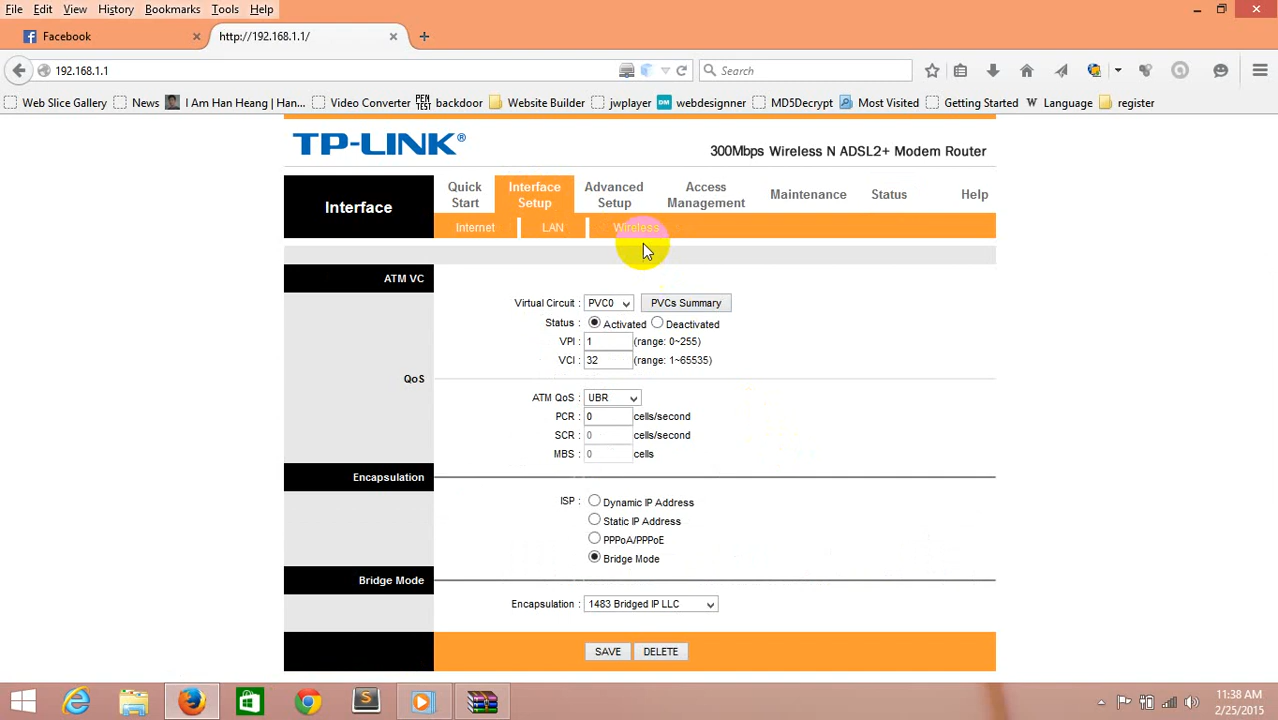 File Edit View History Bookmarks Tools Help
Facebook http://192.168.1.1/
192.168.1.1 Search
Web Slice Gallery News I Am Han Heang | Han... Video Converter PEN TEST backdoor Website Builder jwplayer DM webdesignner MD5Decrypt Most Visited Getting Started W Language register
TP-LINK®
300Mbps Wireless N ADSL2+ Modem Router
Interface
Quick Start Interface Setup Advanced Setup Access Management Maintenance Status Help
Internet LAN Wireless
ATM VC
Virtual Circuit : PVC0 PVCs Summary
Status : Activated Deactivated
VPI : 1 (range: 0~255)
VCI : 32 (range: 1~65535)
QoS
ATM QoS : UBR
PCR : 0 cells/second
SCR : 0 cells/second
MBS : 0 cells
Encapsulation
ISP : Dynamic IP Address
Static IP Address
PPPoA/PPPoE
Bridge Mode
Bridge Mode
Encapsulation : 1483 Bridged IP LLC
SAVE DELETE
11:38 AM
2/25/2015